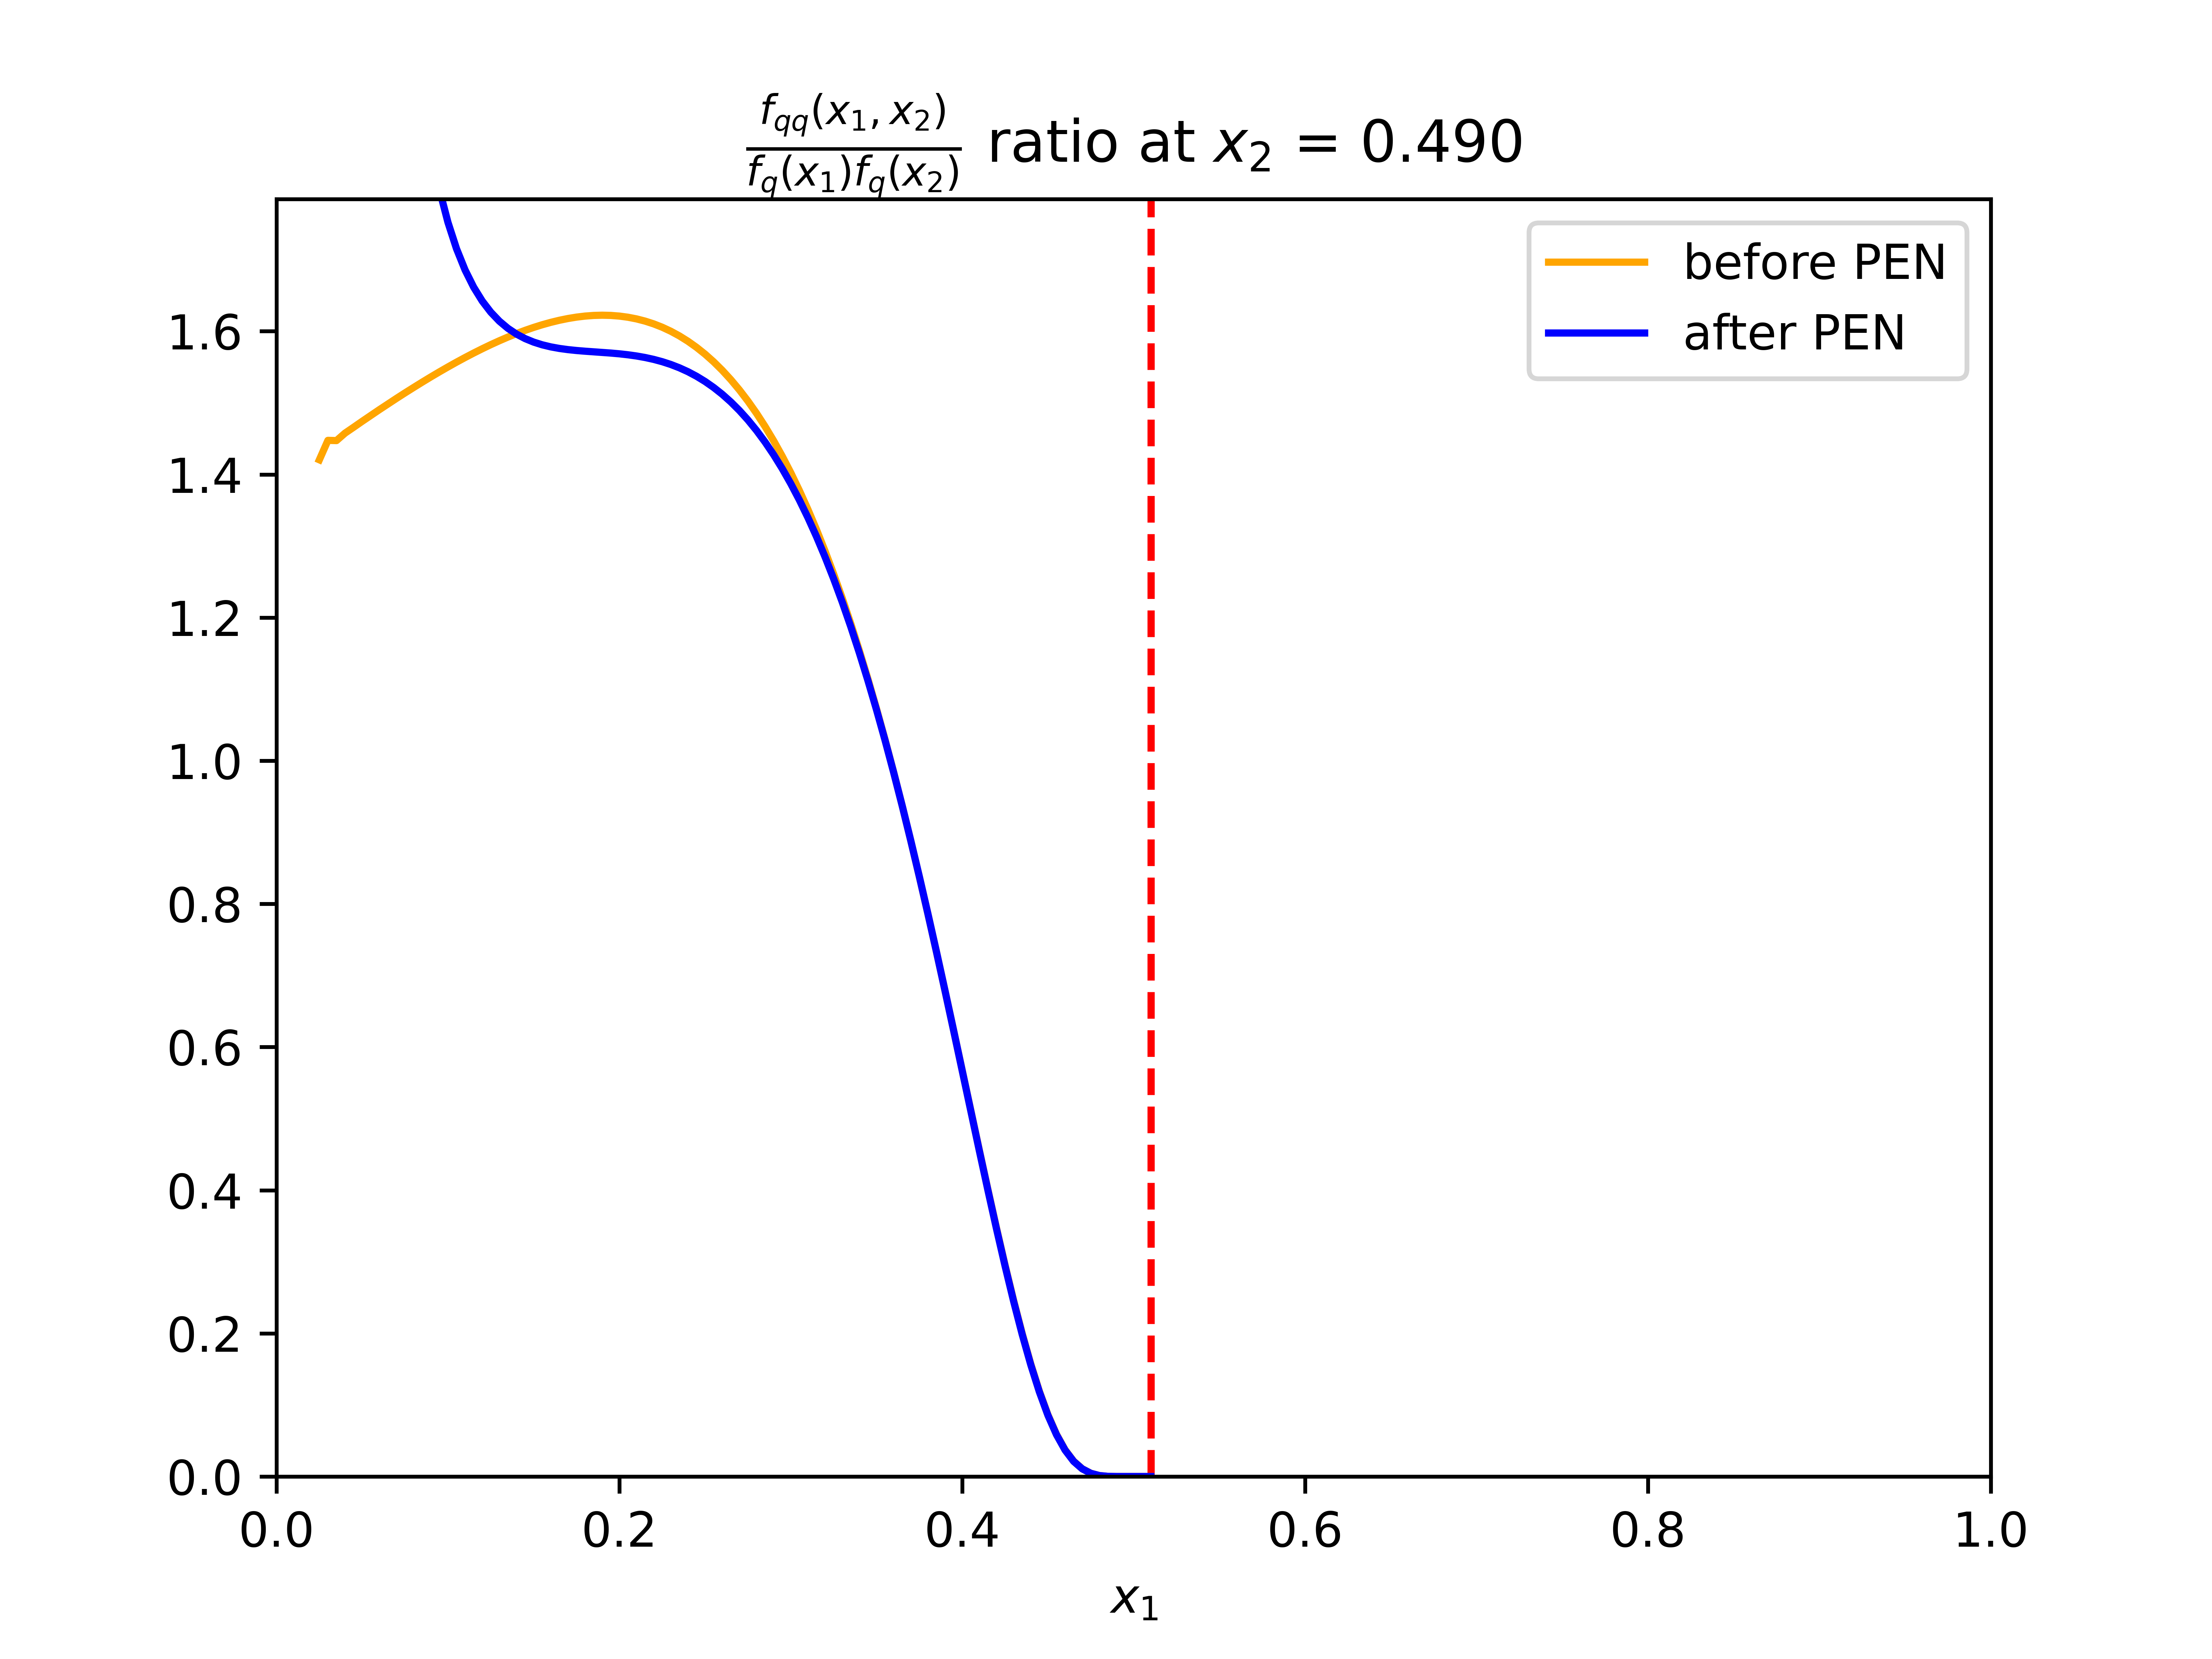 f_{qq}(x_1, x_2)
f_q(x_1)f_q(x_2)
ratio at x_2 = 0.490
before PEN
after PEN
1.6
1.4
1.2
1.0
0.8
0.6
0.4
0.2
0.0
0.0 0.2 0.4 0.6 0.8 1.0
x_1